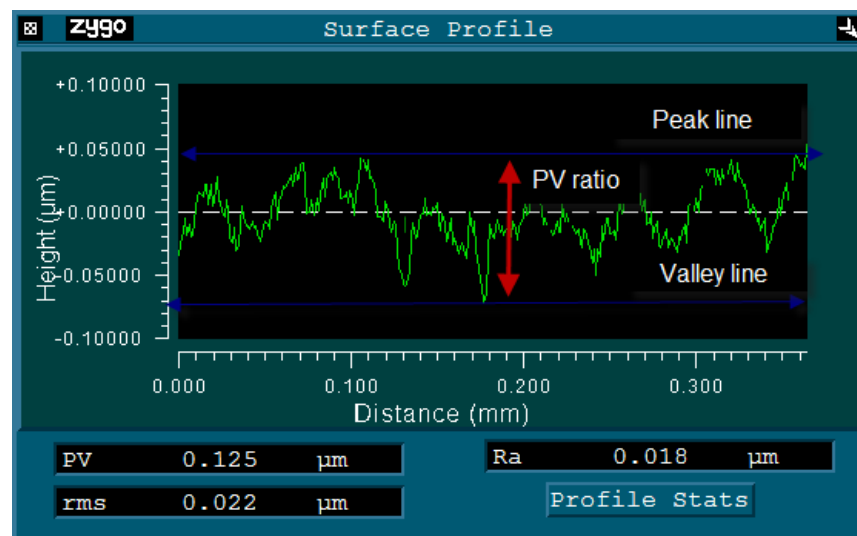 zygo
Surface Profile
+0.10000
+0.05000
+0.00000
-0.05000
-0.10000
Height (µm)
Peak line
PV ratio
Valley line
0.000 0.100 0.200 0.300
Distance (mm)
PV 0.125 µm
Ra 0.018 µm
rms 0.022 µm
Profile Stats